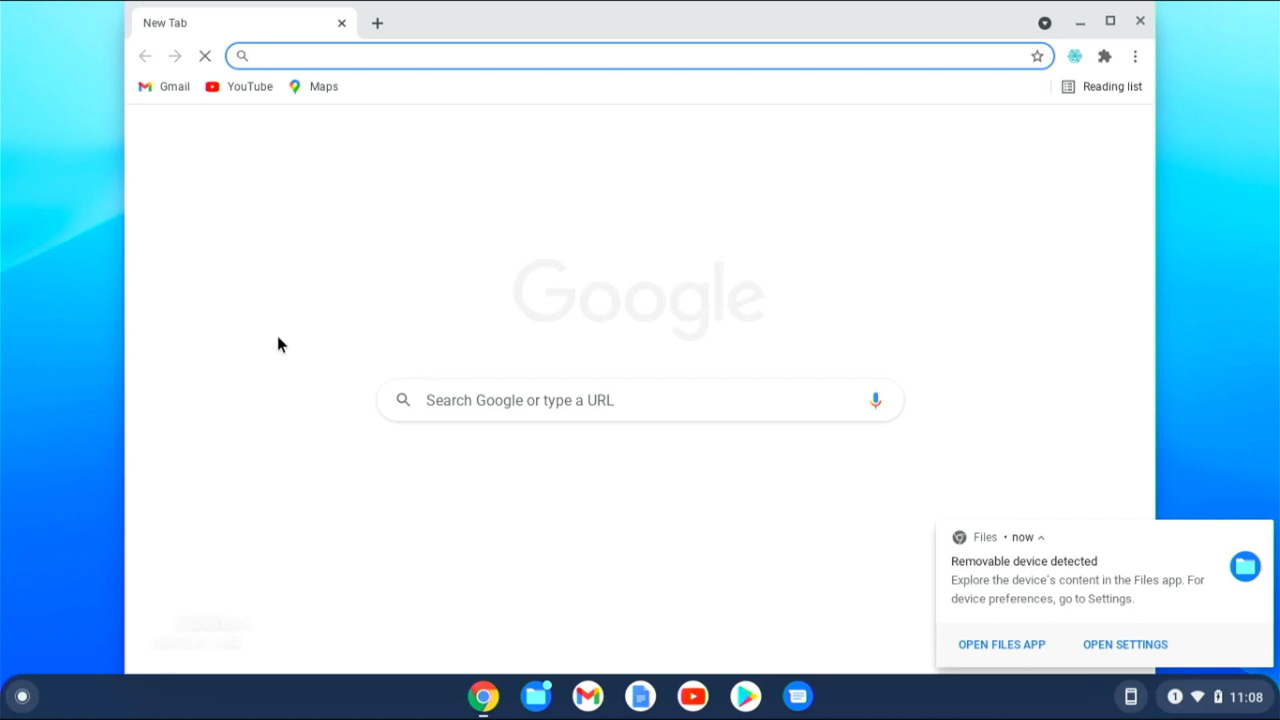 New Tab
Gmail
YouTube
Maps
Reading list
Google
Search Google or type a URL
Files • now
Removable device detected
Explore the device's content in the Files app. For
device preferences, go to Settings.
OPEN FILES APP
OPEN SETTINGS
1
11:08